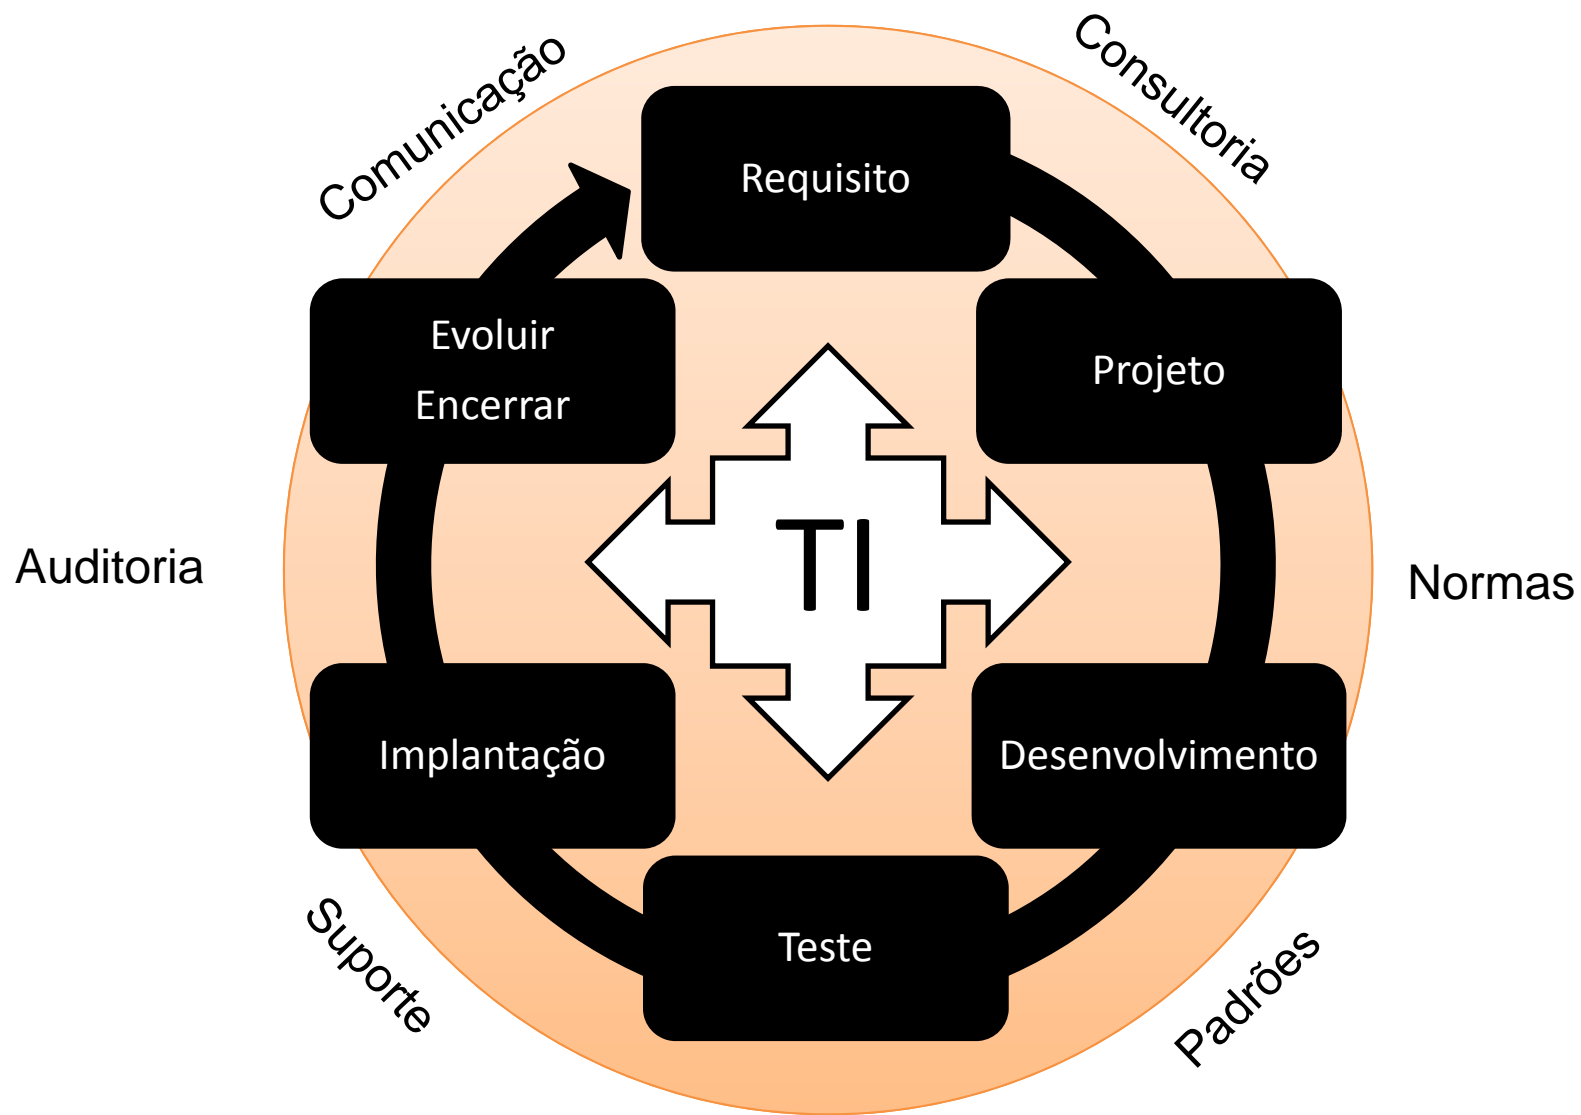 Comunicação
Consultoria
Requisito
Evoluir
Encerrar
Projeto
TI
Auditoria
Normas
Implantação
Desenvolvimento
Teste
Suporte
Padrões